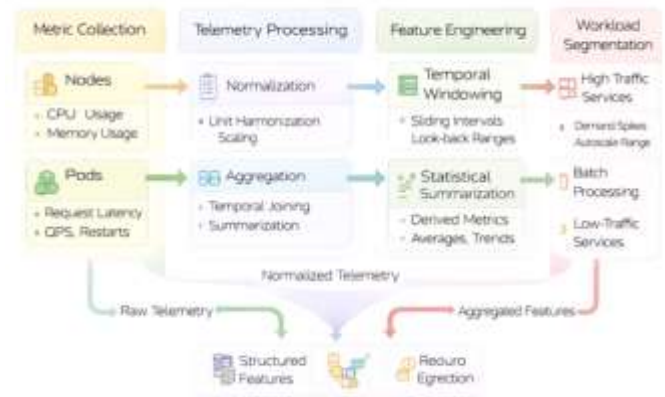 Metric Collection
Telemetry Processing
Feature Engineering
Workload
Segmentation
Nodes
CPU Usage
Memory Usage
Normalization
Unit Harmonization
Scaling
Temporal
Windowing
Sliding Intervals
Look-back Ranges
High Traffic
Services
Demand Spikes
Autoscale Range
Pods
Request Latency
QPS, Restarts
Aggregation
Temporal Joining
Summarization
Statistical
Summarization
Derived Metrics
Averages, Trends
Batch
Processing
Low-Traffic
Services
Normalized Telemetry
Raw Telemetry
Aggregated Features
Structured
Features
Reouro
Egrection